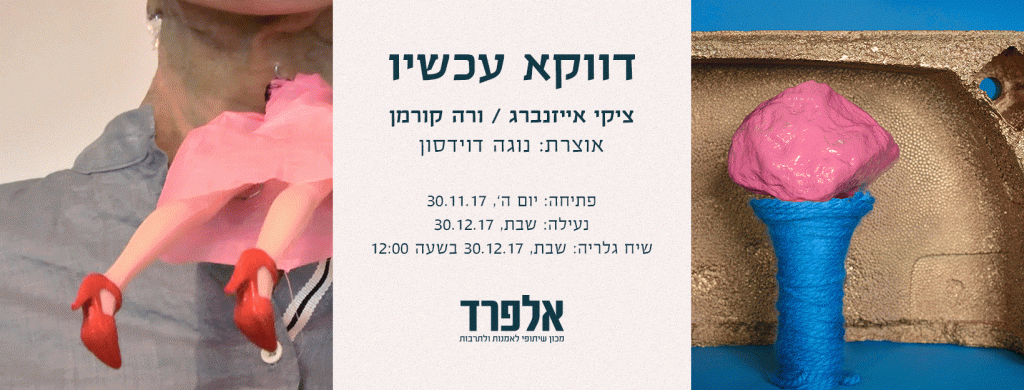 דווקא עכשיו
ציקי אייזנברג / ורה קורמן
אוצרת: נוגה דוידסון
פתיחה: יום ה', 30.11.17
נעילה: שבת, 30.12.17
שיח גלריה: שבת, 30.12.17 בשעה 12:00
אלפרד
מכון שיתופי לאמנות ולתרבות